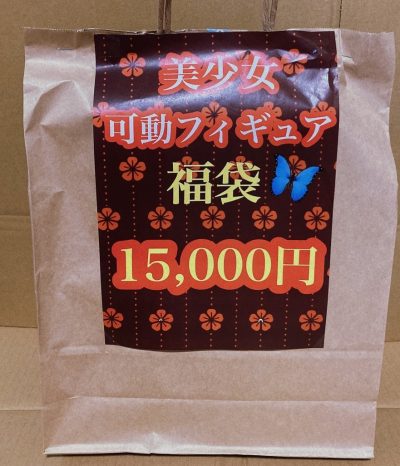 美少女
可動フィギュア
福袋
15,000円